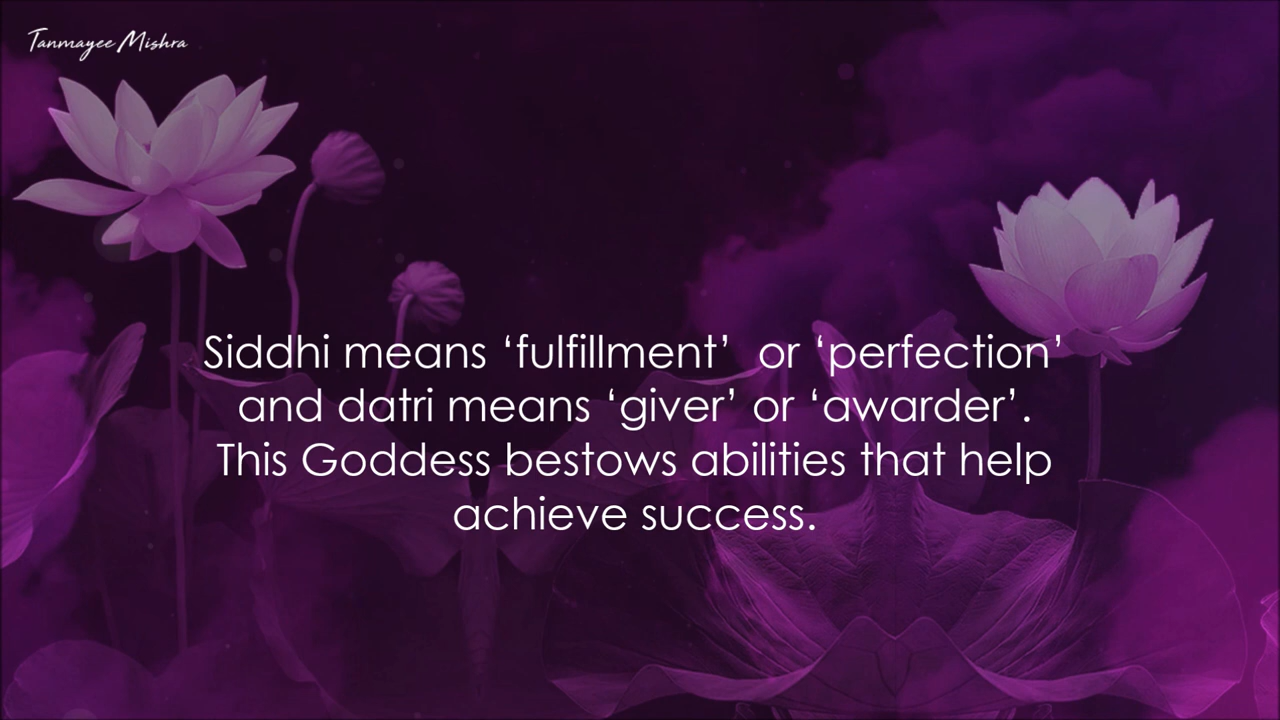 Tanmayee Mishra
Siddhi means ‘fulfillment’ or ‘perfection’
and datri means ‘giver’ or ‘awarder’.
This Goddess bestows abilities that help
achieve success.